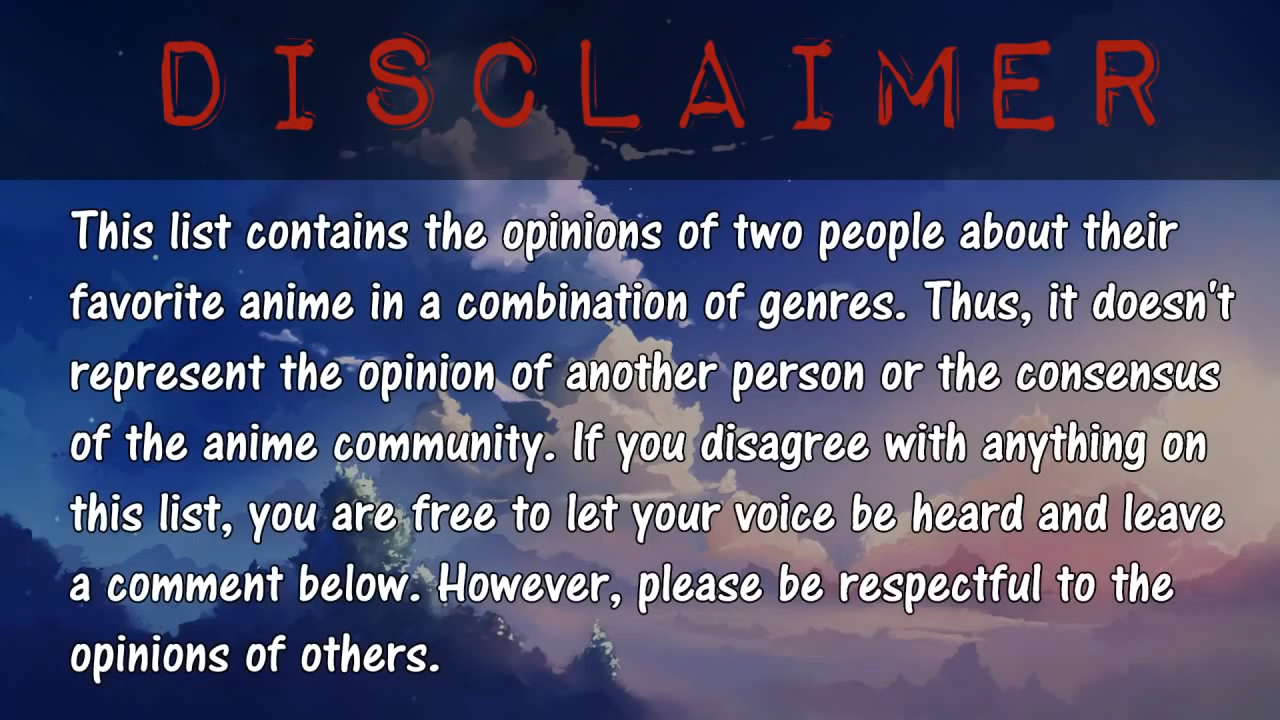 DISCLAIMER
This list contains the opinions of two people about their
favorite anime in a combination of genres. Thus, it doesn't
represent the opinion of another person or the consensus
of the anime community. If you disagree with anything on
this list, you are free to let your voice be heard and leave
a comment below. However, please be respectful to the
opinions of others.